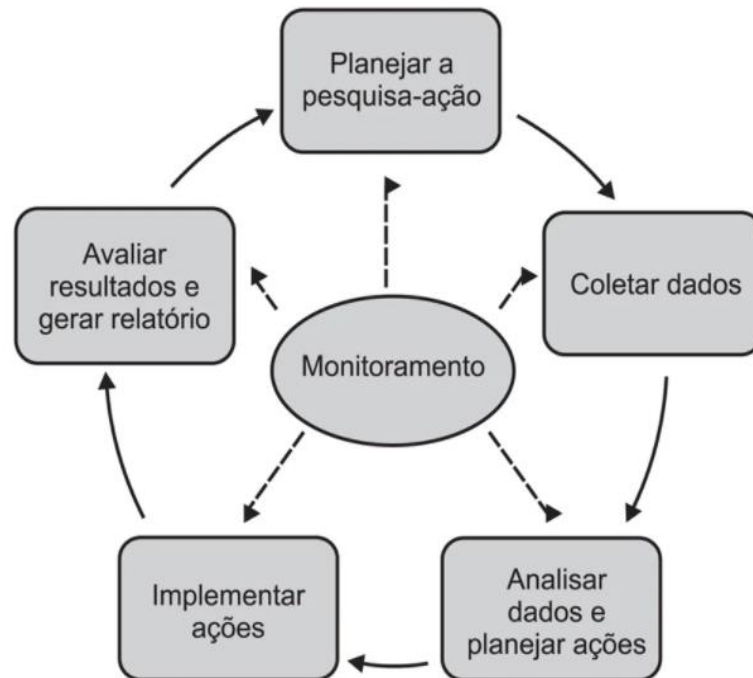 Planejar a
pesquisa-ação
Coletar dados
Analisar
dados e
planejar ações
Implementar
ações
Avaliar
resultados e
gerar relatório
Monitoramento